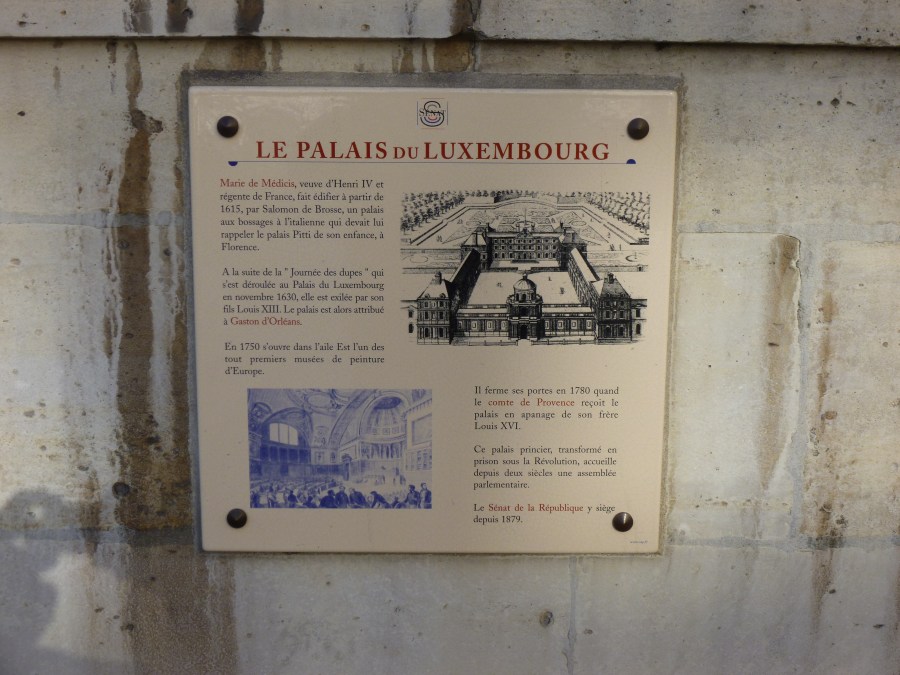 SÉNAT
LE PALAIS DU LUXEMBOURG
Marie de Médicis, veuve d'Henri IV et
régente de France, fait édifier à partir de
1615, par Salomon de Brosse, un palais
aux bossages à l'italienne qui devait lui
rappeler le palais Pitti de son enfance, à
Florence.
A la suite de la " Journée des dupes " qui
s'est déroulée au Palais du Luxembourg
en novembre 1630, elle est exilée par son
fils Louis XIII. Le palais est alors attribué
à Gaston d'Orléans.
En 1750 s'ouvre dans l'aile Est l'un des
tout premiers musées de peinture
d'Europe.
Il ferme ses portes en 1780 quand
le comte de Provence reçoit le
palais en apanage de son frère
Louis XVI.
Ce palais princier, transformé en
prison sous la Révolution, accueille
depuis deux siècles une assemblée
parlementaire.
Le Sénat de la République y siège
depuis 1879.